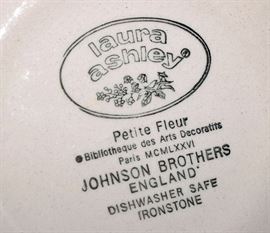 laura
ashley®
Petite Fleur
© Bibliotheque des Arts Decoratifs
Paris MCMLXXVI
JOHNSON BROTHERS
ENGLAND
DISHWASHER SAFE
IRONSTONE